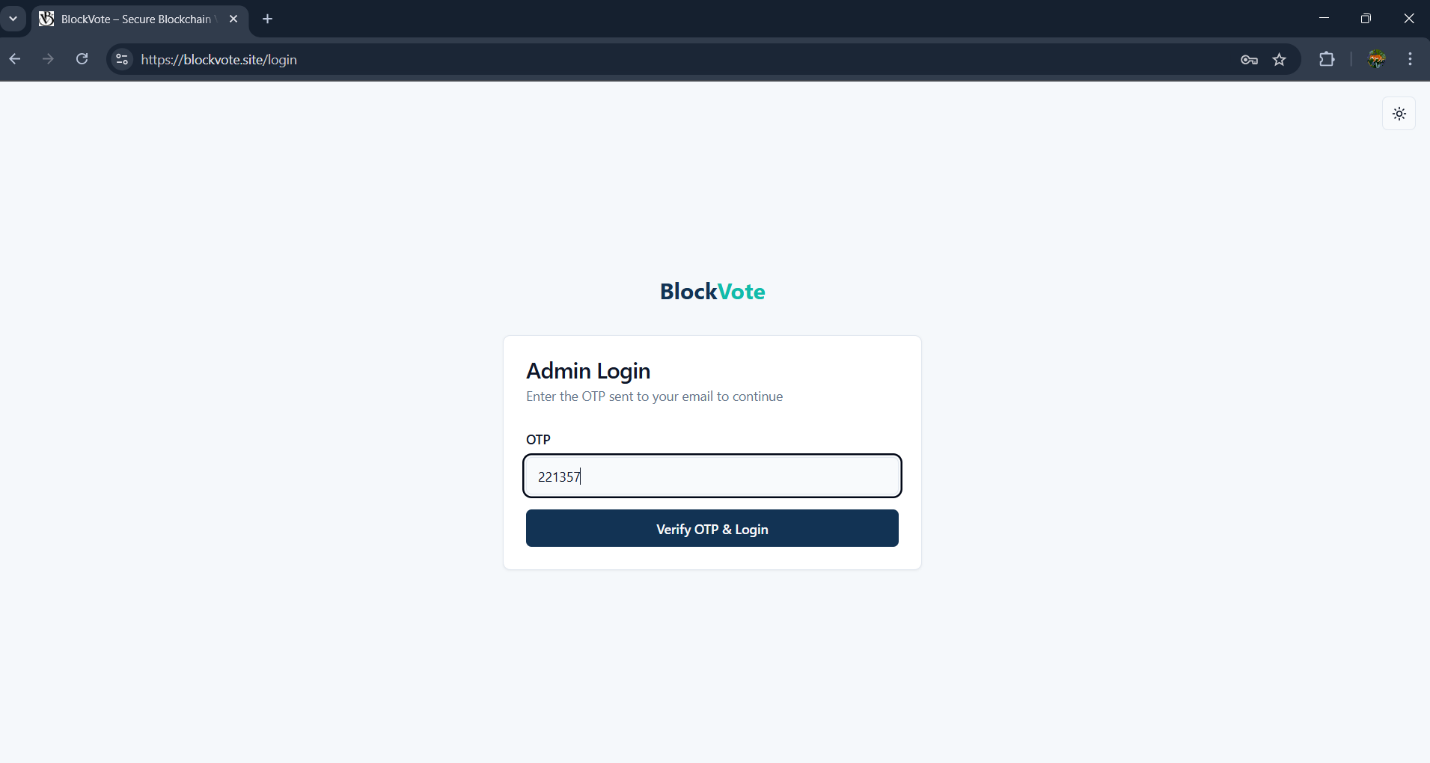 BlockVote – Secure Blockchain
https://blockvote.site/login
BlockVote
Admin Login
Enter the OTP sent to your email to continue
OTP
221357
Verify OTP & Login